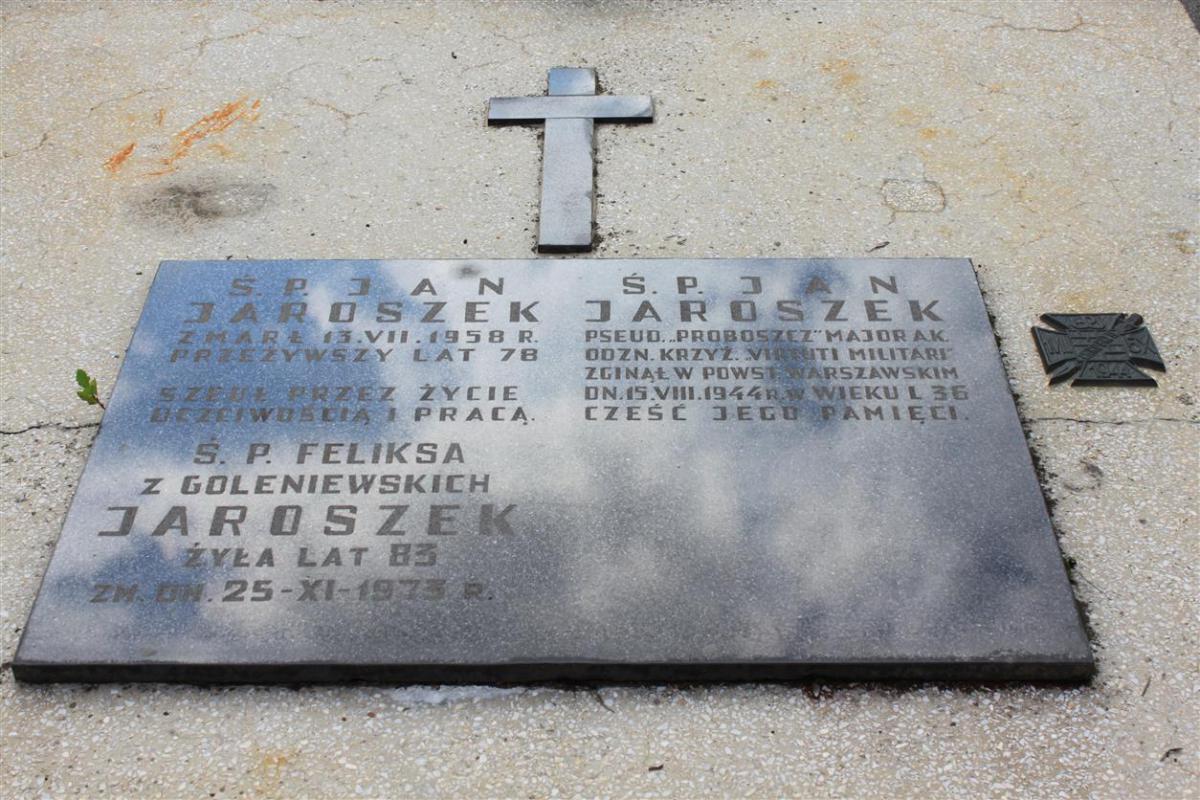 Ś. P. JAN
JAROSZEK
ZMARŁ 13.VII.1958 R.
PRZEŻYWSZY LAT 78
SZEDŁ PRZEZ ŻYCIE
UCZCIWOŚCIĄ I PRACĄ.
Ś. P. FELIKSA
Z GOLENIEWSKICH
JAROSZEK
ŻYŁA LAT 83
ZM. DN. 25-XI-1973 R.
Ś. P. JAN
JAROSZEK
PSEUD. „PROBOSZCZ" MAJOR A.K.
ODZN. KRZYŻ. „VIRTUTI MILITARI"
ZGINĄŁ W POWST. WARSZAWSKIM
DN. 15.VIII.1944 r. W WIEKU L 36
CZEŚĆ JEGO PAMIĘCI.
1944